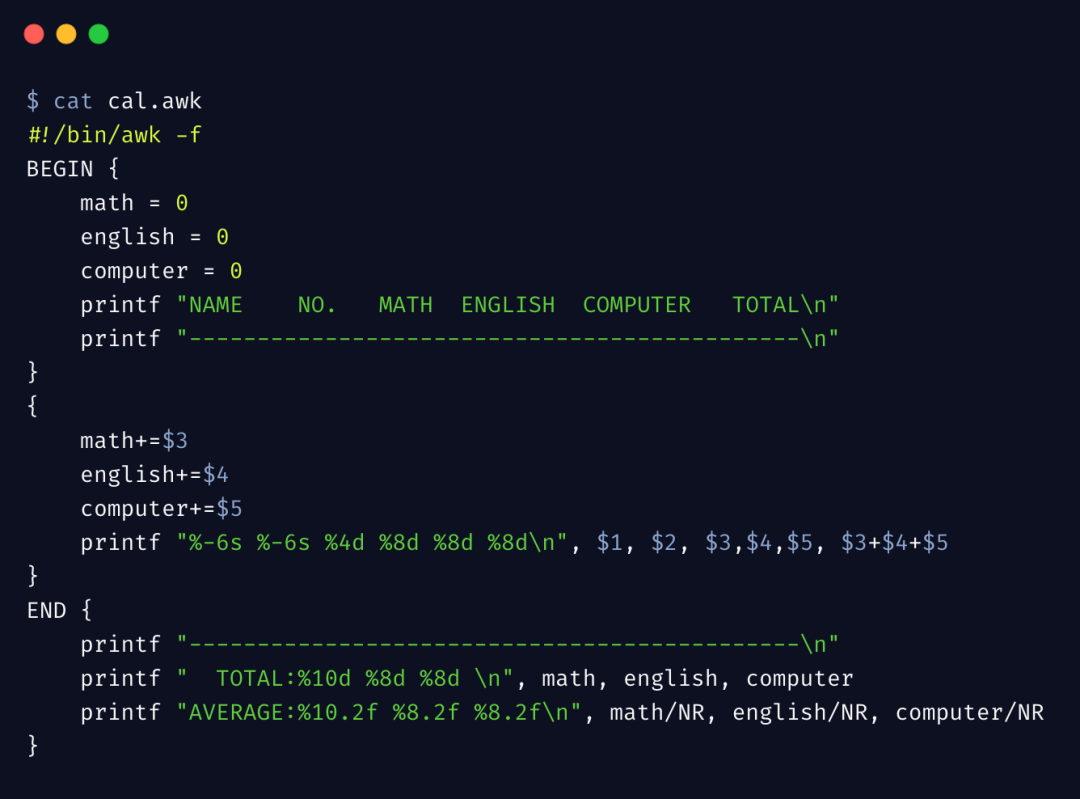 $ cat cal.awk
#!/bin/awk -f
BEGIN {
    math = 0
    english = 0
    computer = 0
    printf "NAME    NO.   MATH  ENGLISH  COMPUTER   TOTAL\n"
    printf "---------------------------------------------\n"
}
{
    math+=$3
    english+=$4
    computer+=$5
    printf "%-6s %-6s %4d %8d %8d %8d\n", $1, $2, $3,$4,$5, $3+$4+$5
}
END {
    printf "---------------------------------------------\n"
    printf "  TOTAL:%10d %8d %8d \n", math, english, computer
    printf "AVERAGE:%10.2f %8.2f %8.2f\n", math/NR, english/NR, computer/NR
}